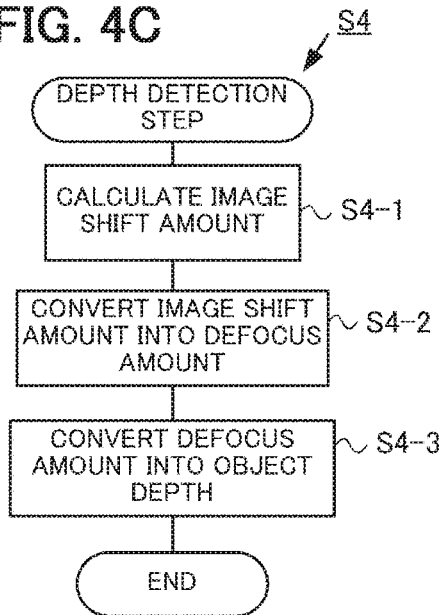 FIG. 4C
S4
DEPTH DETECTION
STEP
CALCULATE IMAGE
SHIFT AMOUNT
S4-1
CONVERT IMAGE SHIFT
AMOUNT INTO DEFOCUS
AMOUNT
S4-2
CONVERT DEFOCUS
AMOUNT INTO OBJECT
DEPTH
S4-3
END